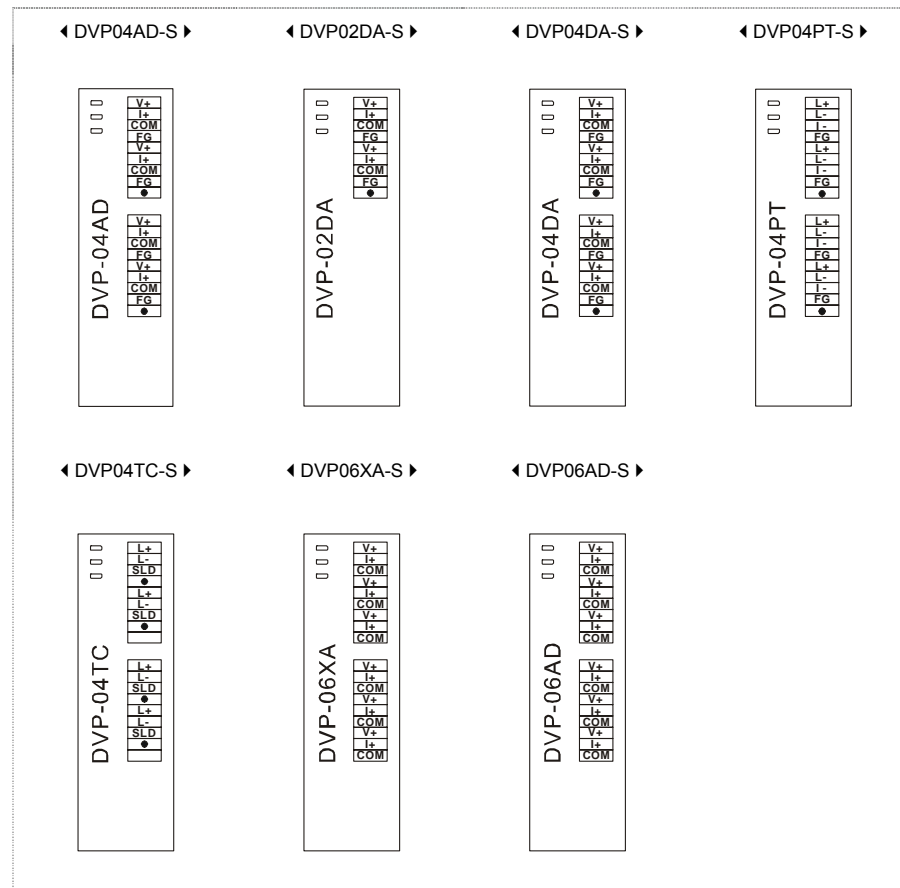 ◀ DVP04AD-S ▶
V+
I+
COM
FG
V+
I+
COM
FG
●
V+
I+
COM
FG
V+
I+
COM
FG
●
DVP-04AD
◀ DVP02DA-S ▶
V+
I+
COM
FG
V+
I+
COM
FG
●
DVP-02DA
◀ DVP04DA-S ▶
V+
I+
COM
FG
V+
I+
COM
FG
●
V+
I+
COM
FG
V+
I+
COM
FG
●
DVP-04DA
◀ DVP04PT-S ▶
L+
L-
I -
FG
L+
L-
I -
FG
●
L+
L-
I -
FG
L+
L-
I -
FG
●
DVP-04PT
◀ DVP04TC-S ▶
L+
L-
SLD
●
L+
L-
SLD
●
L+
L-
SLD
●
L+
L-
SLD
●
DVP-04TC
◀ DVP06XA-S ▶
V+
I+
COM
V+
I+
COM
V+
I+
COM
V+
I+
COM
V+
I+
COM
V+
I+
COM
DVP-06XA
◀ DVP06AD-S ▶
V+
I+
COM
V+
I+
COM
V+
I+
COM
V+
I+
COM
V+
I+
COM
V+
I+
COM
DVP-06AD